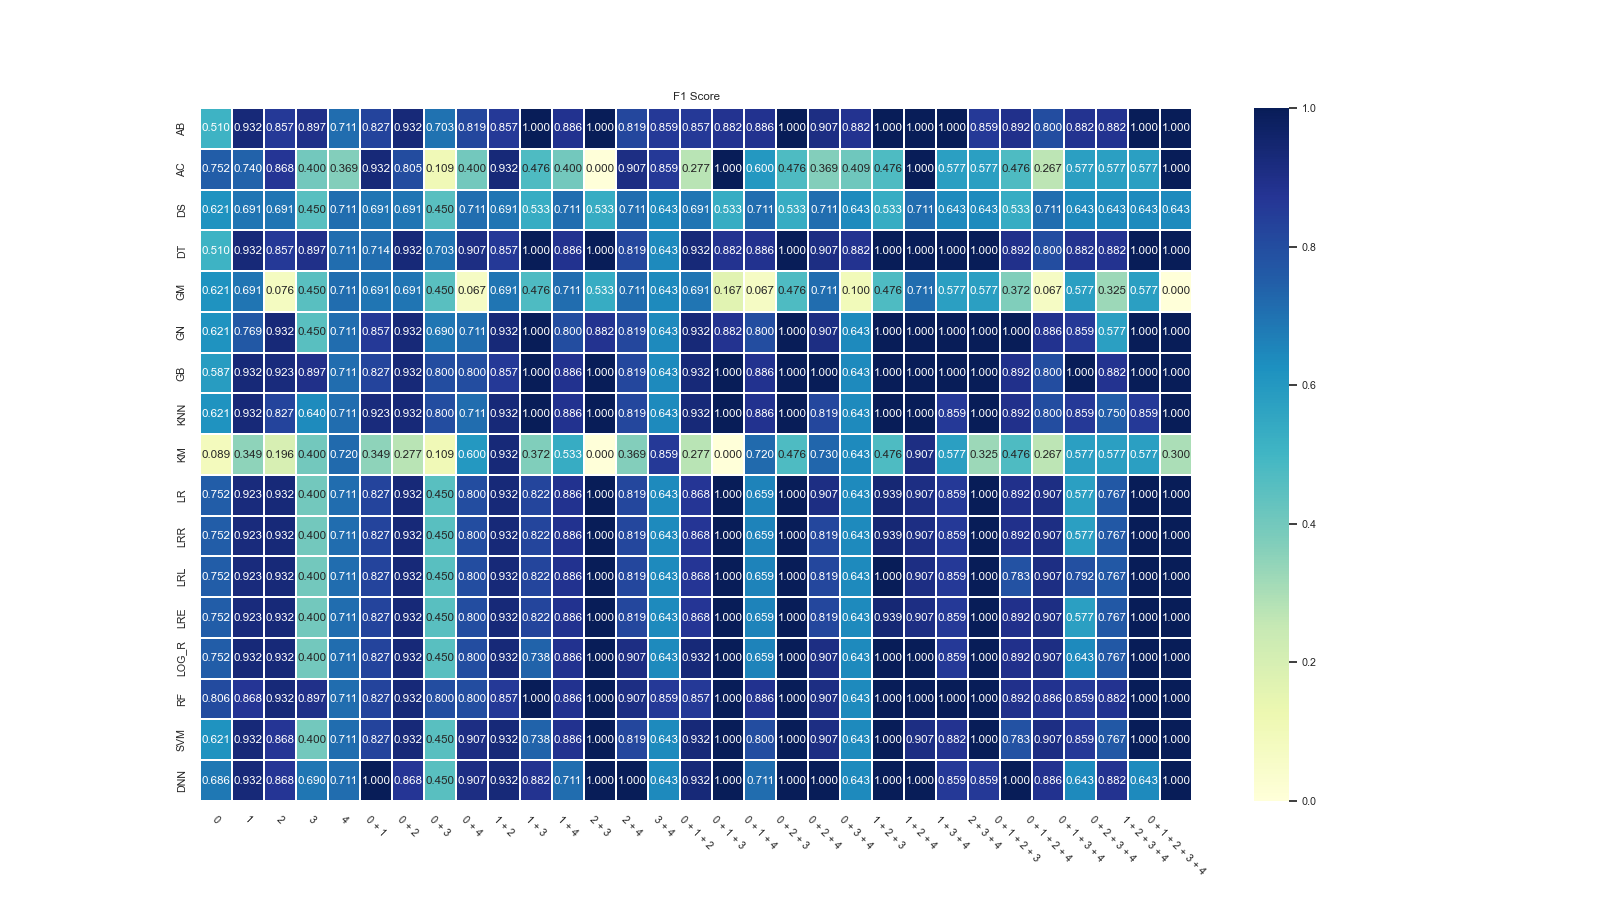 F1 Score
AB 0.510 0.932 0.857 0.897 0.711 0.827 0.932 0.703 0.819 0.857 1.000 0.886 1.000 0.819 0.859 0.857 0.882 0.886 1.000 0.907 0.882 1.000 1.000 1.000 0.859 0.892 0.800 0.882 0.882 1.000 1.000
AC 0.752 0.740 0.868 0.400 0.369 0.932 0.805 0.109 0.400 0.932 0.476 0.400 0.000 0.907 0.859 0.277 1.000 0.600 0.476 0.369 0.409 0.476 1.000 0.577 0.577 0.476 0.267 0.577 0.577 0.577 1.000
DS 0.621 0.691 0.691 0.450 0.711 0.691 0.691 0.450 0.711 0.691 0.533 0.711 0.533 0.711 0.643 0.691 0.533 0.711 0.533 0.711 0.643 0.533 0.711 0.643 0.643 0.533 0.711 0.643 0.643 0.643 0.643
DT 0.510 0.932 0.857 0.897 0.711 0.714 0.932 0.703 0.907 0.857 1.000 0.886 1.000 0.819 0.643 0.932 0.882 0.886 1.000 0.907 0.882 1.000 1.000 1.000 1.000 0.892 0.800 0.882 0.882 1.000 1.000
GM 0.621 0.691 0.076 0.450 0.711 0.691 0.691 0.450 0.067 0.691 0.476 0.711 0.533 0.711 0.643 0.691 0.167 0.067 0.476 0.711 0.100 0.476 0.711 0.577 0.577 0.372 0.067 0.577 0.325 0.577 0.000
GN 0.621 0.769 0.932 0.450 0.711 0.857 0.932 0.690 0.711 0.932 1.000 0.800 0.882 0.819 0.643 0.932 0.882 0.800 1.000 0.907 0.643 1.000 1.000 1.000 1.000 1.000 0.886 0.859 0.577 1.000 1.000
GB 0.587 0.932 0.923 0.897 0.711 0.827 0.932 0.800 0.800 0.857 1.000 0.886 1.000 0.819 0.643 0.932 1.000 0.886 1.000 1.000 0.643 1.000 1.000 1.000 1.000 0.892 0.800 1.000 0.882 1.000 1.000
KNN 0.621 0.932 0.827 0.640 0.711 0.923 0.932 0.800 0.711 0.932 1.000 0.886 1.000 0.819 0.643 0.932 1.000 0.886 1.000 0.819 0.643 1.000 1.000 0.859 1.000 0.892 0.800 0.859 0.750 0.859 1.000
KM 0.089 0.349 0.196 0.400 0.720 0.349 0.277 0.109 0.600 0.932 0.372 0.533 0.000 0.369 0.859 0.277 0.000 0.720 0.476 0.730 0.643 0.476 0.907 0.577 0.325 0.476 0.267 0.577 0.577 0.577 0.300
LR 0.752 0.923 0.932 0.400 0.711 0.827 0.932 0.450 0.800 0.932 0.822 0.886 1.000 0.819 0.643 0.868 1.000 0.659 1.000 0.907 0.643 0.939 0.907 0.859 1.000 0.892 0.907 0.577 0.767 1.000 1.000
LRR 0.752 0.923 0.932 0.400 0.711 0.827 0.932 0.450 0.800 0.932 0.822 0.886 1.000 0.819 0.643 0.868 1.000 0.659 1.000 0.819 0.643 0.939 0.907 0.859 1.000 0.892 0.907 0.577 0.767 1.000 1.000
LRL 0.752 0.923 0.932 0.400 0.711 0.827 0.932 0.450 0.800 0.932 0.822 0.886 1.000 0.819 0.643 0.868 1.000 0.659 1.000 0.819 0.643 1.000 0.907 0.859 1.000 0.783 0.907 0.792 0.767 1.000 1.000
LRE 0.752 0.923 0.932 0.400 0.711 0.827 0.932 0.450 0.800 0.932 0.822 0.886 1.000 0.819 0.643 0.868 1.000 0.659 1.000 0.819 0.643 0.939 0.907 0.859 1.000 0.892 0.907 0.577 0.767 1.000 1.000
LOG_R 0.752 0.932 0.932 0.400 0.711 0.827 0.932 0.450 0.800 0.932 0.738 0.886 1.000 0.907 0.643 0.932 1.000 0.659 1.000 0.907 0.643 1.000 1.000 0.859 1.000 0.892 0.907 0.643 0.767 1.000 1.000
RF 0.806 0.868 0.932 0.897 0.711 0.827 0.932 0.800 0.800 0.857 1.000 0.886 1.000 0.907 0.859 0.857 1.000 0.886 1.000 0.907 0.643 1.000 1.000 1.000 1.000 0.892 0.886 0.859 0.882 1.000 1.000
SVM 0.621 0.932 0.868 0.400 0.711 0.827 0.932 0.450 0.907 0.932 0.738 0.886 1.000 0.819 0.643 0.932 1.000 0.800 1.000 0.907 0.643 1.000 0.907 0.882 1.000 0.783 0.907 0.859 0.767 1.000 1.000
DNN 0.686 0.932 0.868 0.690 0.711 1.000 0.868 0.450 0.907 0.932 0.882 0.711 1.000 1.000 0.643 0.932 1.000 0.711 1.000 1.000 0.643 1.000 1.000 0.859 0.859 1.000 0.886 0.643 0.882 0.643 1.000
0 1 2 3 4 0 + 1 0 + 2 0 + 3 0 + 4 1 + 2 1 + 3 1 + 4 2 + 3 2 + 4 3 + 4 0 + 1 + 2 0 + 1 + 3 0 + 1 + 4 0 + 2 + 3 0 + 2 + 4 0 + 3 + 4 1 + 2 + 3 1 + 2 + 4 1 + 3 + 4 2 + 3 + 4 0 + 1 + 2 + 3 0 + 1 + 2 + 4 0 + 1 + 3 + 4 0 + 2 + 3 + 4 1 + 2 + 3 + 4 0 + 1 + 2 + 3 + 4
1.0
0.8
0.6
0.4
0.2
0.0